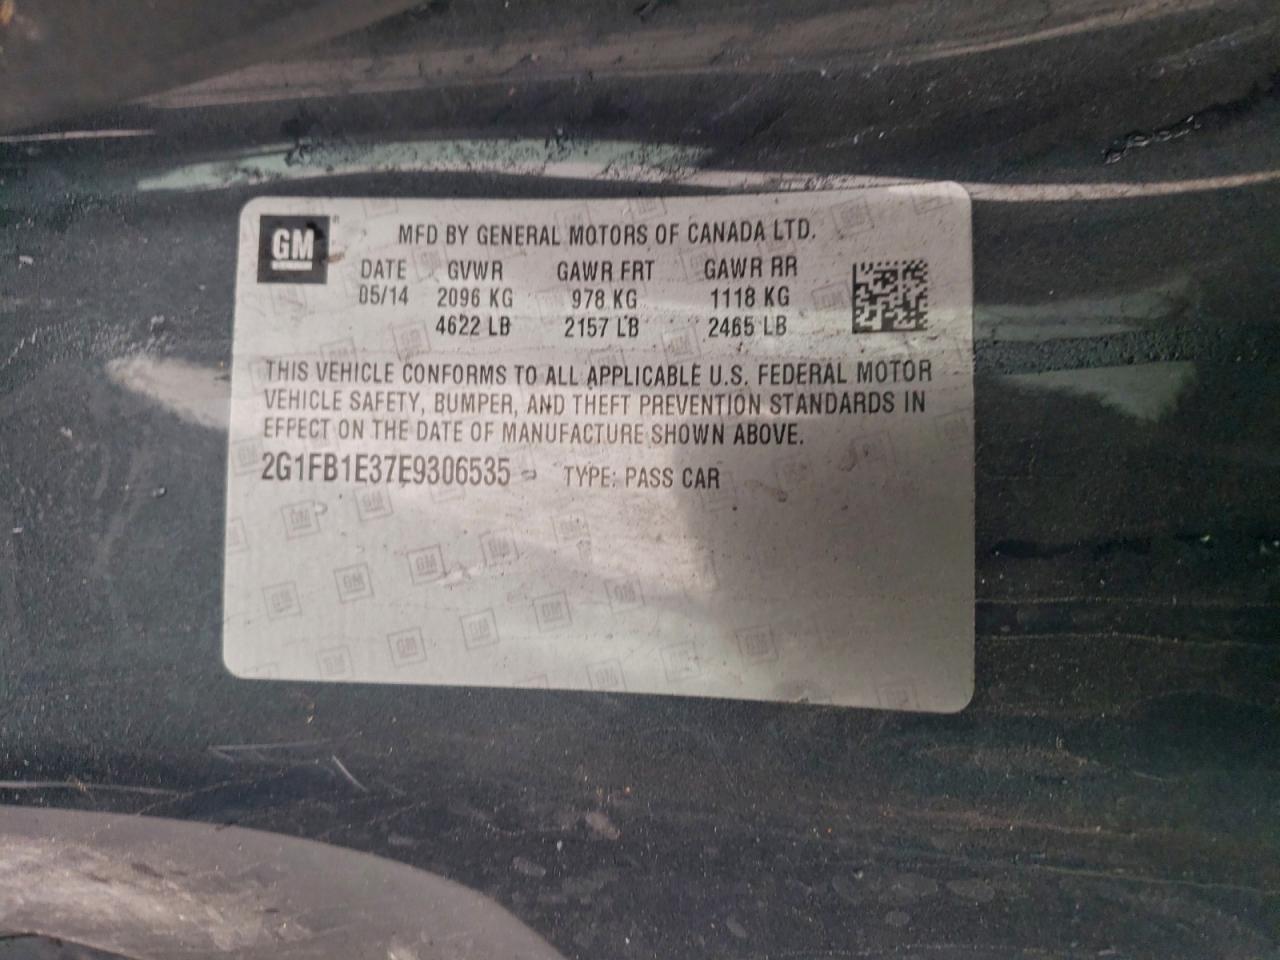 GM
MFD BY GENERAL MOTORS OF CANADA LTD.
DATE GVWR GAWR FRT GAWR RR
05/14 2096 KG 978 KG 1118 KG
4622 LB 2157 LB 2465 LB
THIS VEHICLE CONFORMS TO ALL APPLICABLE U.S. FEDERAL MOTOR
VEHICLE SAFETY, BUMPER, AND THEFT PREVENTION STANDARDS IN
EFFECT ON THE DATE OF MANUFACTURE SHOWN ABOVE.
2G1FB1E37E9306535 TYPE: PASS CAR